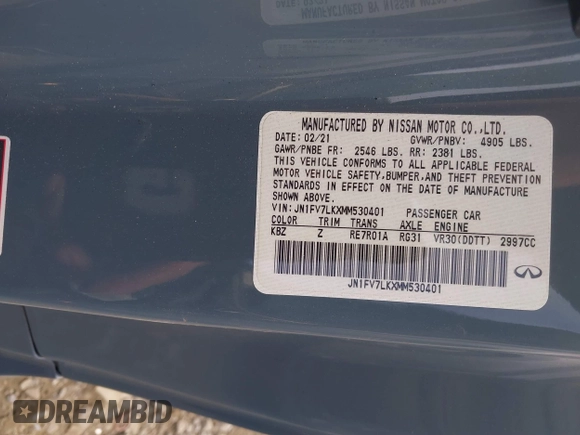 MANUFACTURED BY NISSAN MOTOR CO.,LTD.
DATE: 02/21 GVWR/PNBV: 4905 LBS.
GAWR/PNBE FR: 2546 LBS. RR: 2381 LBS.
THIS VEHICLE CONFORMS TO ALL APPLICABLE FEDERAL
MOTOR VEHICLE SAFETY,BUMPER,AND THEFT PREVENTION
STANDARDS IN EFFECT ON THE DATE OF MANUFACTURE
SHOWN ABOVE.
VIN:JN1FV7LKXMM530401 PASSENGER CAR
COLOR TRIM TRANS AXLE ENGINE
KBZ Z RE7R01A RG31 VR30(DDTT) 2997CC
JN1FV7LKXMM530401
INFINITI
DREAMBID